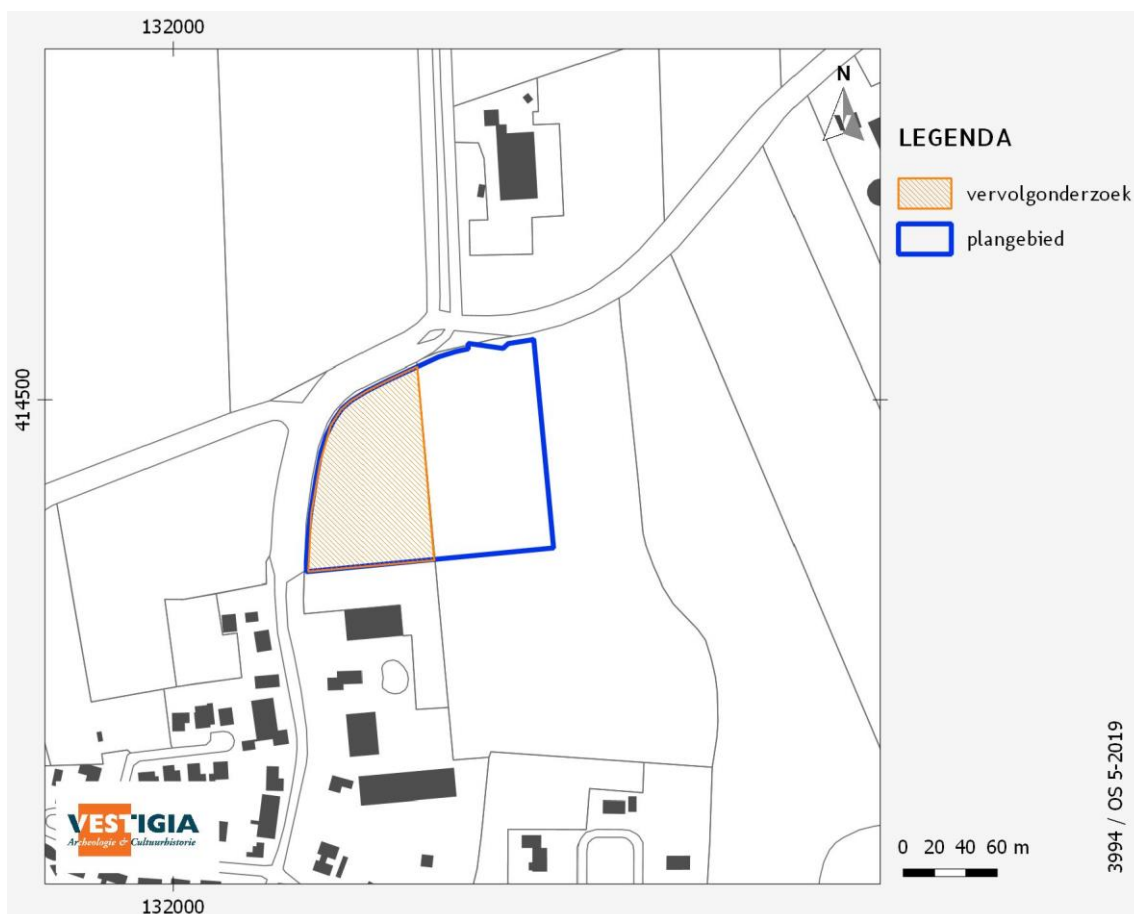 132000
N
LEGENDA
vervolgonderzoek
plangebied
414500
3994 / OS 5-2019
VESTIGIA
Archeologie & Cultuurhistorie
0 20 40 60 m
132000